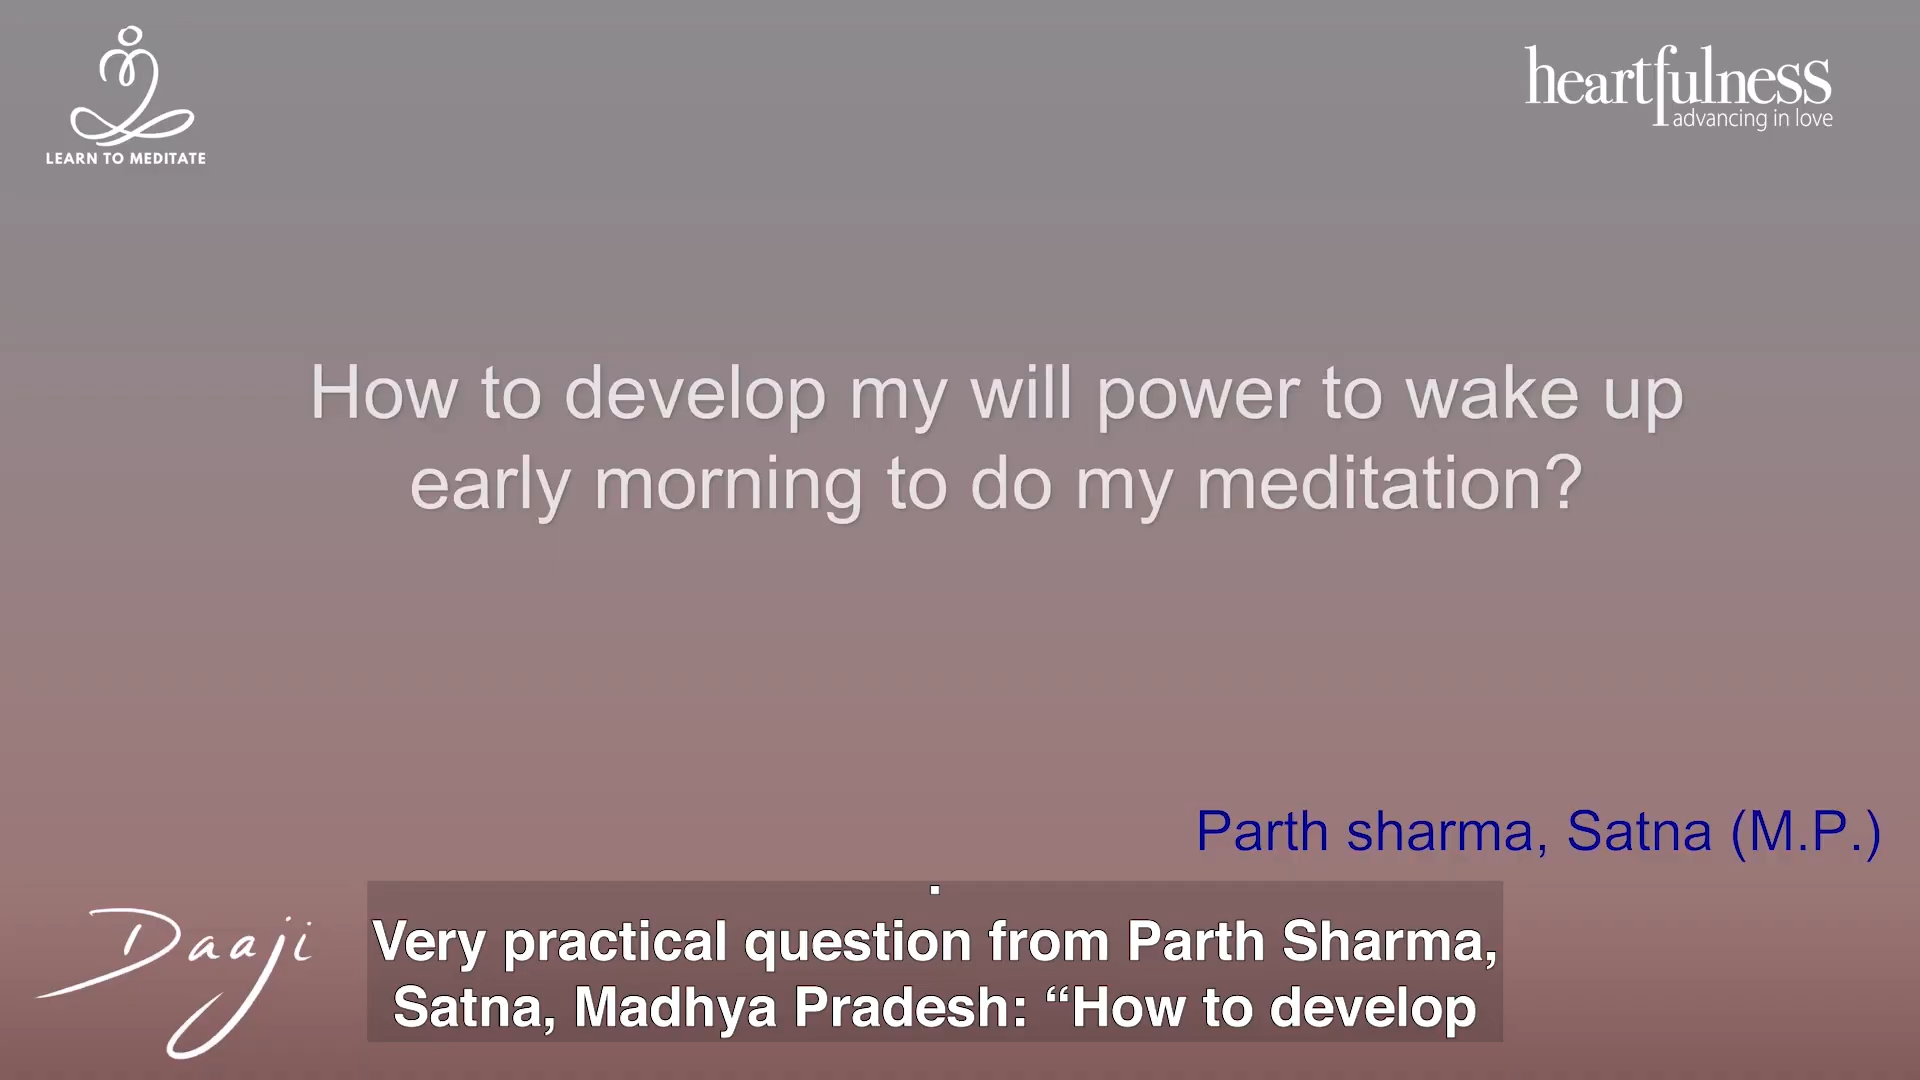 LEARN TO MEDITATE
heartfulness
advancing in love
How to develop my will power to wake up
early morning to do my meditation?
Parth sharma, Satna (M.P.)
Daaji
.
Very practical question from Parth Sharma,
Satna, Madhya Pradesh: “How to develop